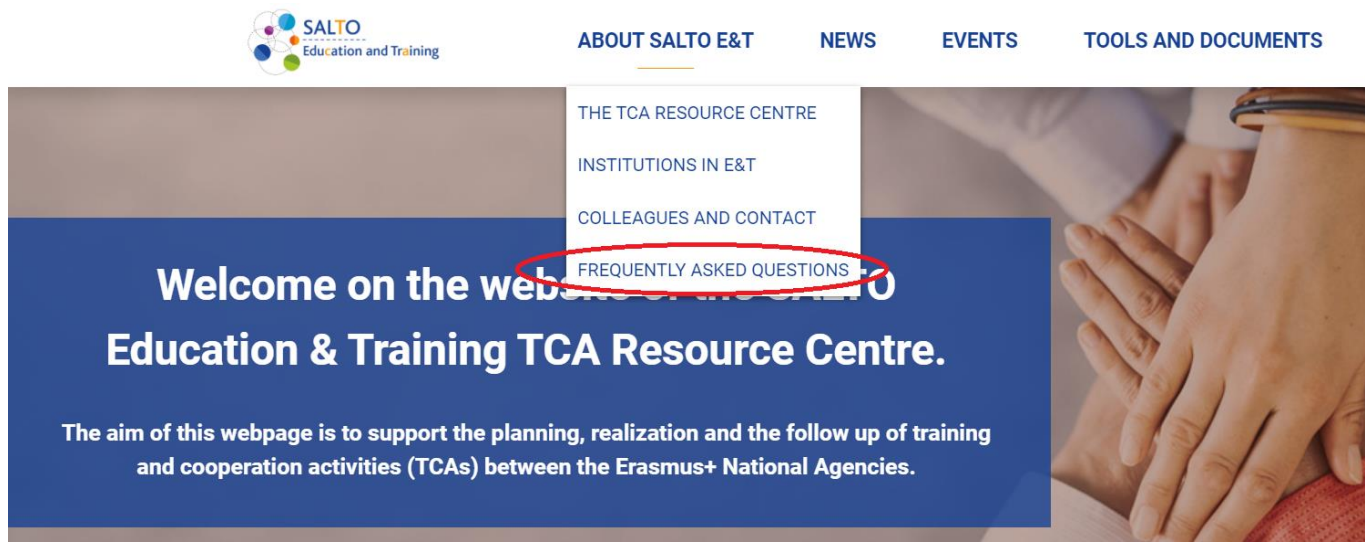 SALTO
Education and Training
ABOUT SALTO E&T NEWS EVENTS TOOLS AND DOCUMENTS
THE TCA RESOURCE CENTRE
INSTITUTIONS IN E&T
COLLEAGUES AND CONTACT
FREQUENTLY ASKED QUESTIONS
Welcome on the
Education & Training TCA Resource Centre.
The aim of this webpage is to support the planning, realization and the follow up of training
and cooperation activities (TCAs) between the Erasmus+ National Agencies.